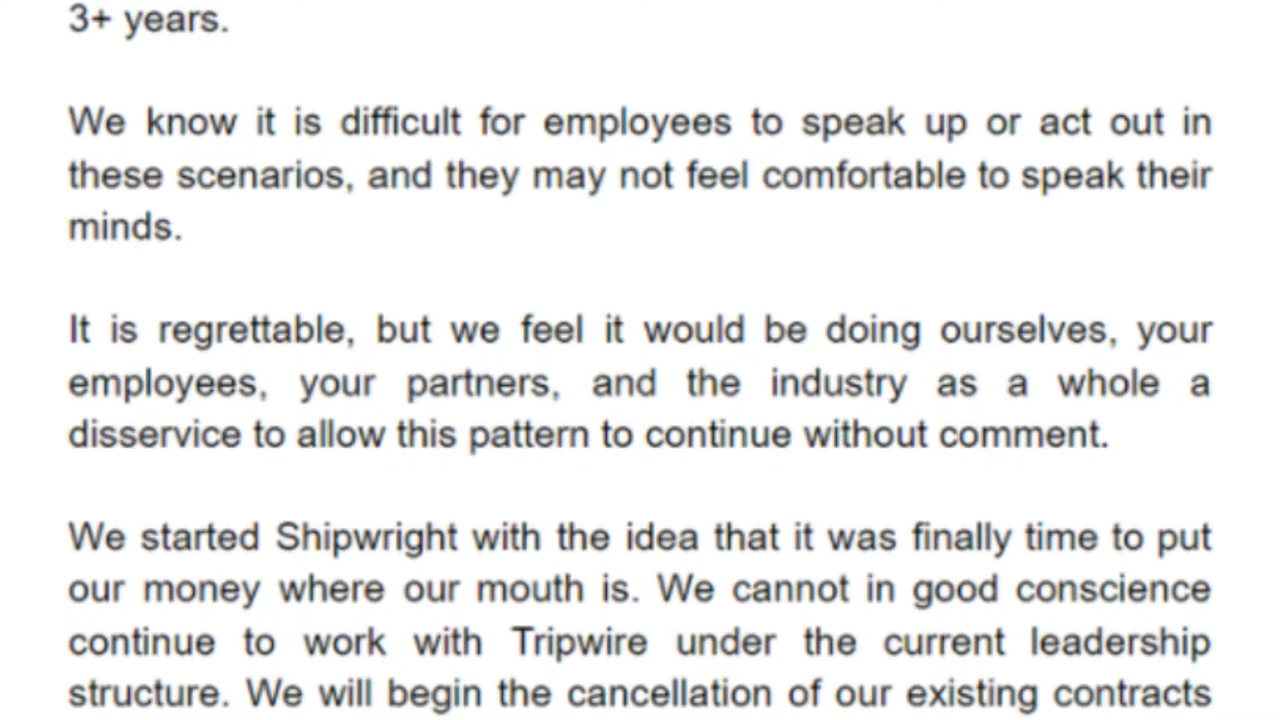 3+ years.
We know it is difficult for employees to speak up or act out in
these scenarios, and they may not feel comfortable to speak their
minds.
It is regrettable, but we feel it would be doing ourselves, your
employees, your partners, and the industry as a whole a
disservice to allow this pattern to continue without comment.
We started Shipwright with the idea that it was finally time to put
our money where our mouth is. We cannot in good conscience
continue to work with Tripwire under the current leadership
structure. We will begin the cancellation of our existing contracts